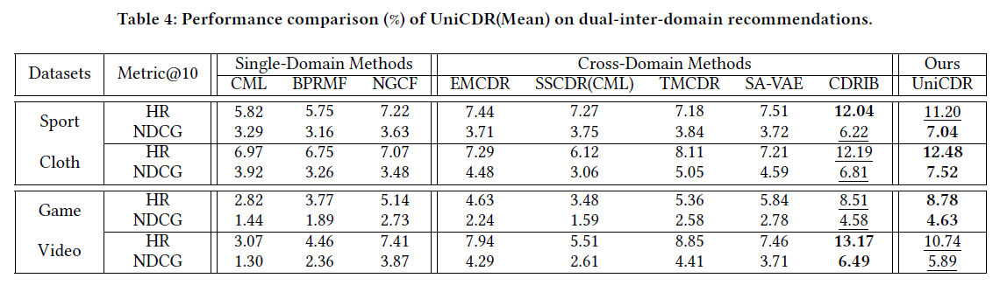 Table 4: Performance comparison (%) of UniCDR(Mean) on dual-inter-domain recommendations.
Datasets Metric@10 Single-Domain Methods Cross-Domain Methods Ours
CML BPRMF NGCF EMCDR SSCDR(CML) TMCDR SA-VAE CDRIB UniCDR
Sport HR 5.82 5.75 7.22 7.44 7.27 7.18 7.51 12.04 11.20
NDCG 3.29 3.16 3.63 3.71 3.75 3.84 3.72 6.22 7.04
Cloth HR 6.97 6.75 7.07 7.29 6.12 8.11 7.21 12.19 12.48
NDCG 3.92 3.26 3.48 4.48 3.06 5.05 4.59 6.81 7.52
Game HR 2.82 3.77 5.14 4.63 3.48 5.36 5.84 8.51 8.78
NDCG 1.44 1.89 2.73 2.24 1.59 2.58 2.78 4.58 4.63
Video HR 3.07 4.46 7.41 7.94 5.51 8.85 7.46 13.17 10.74
NDCG 1.30 2.36 3.87 4.29 2.61 4.41 3.71 6.49 5.89